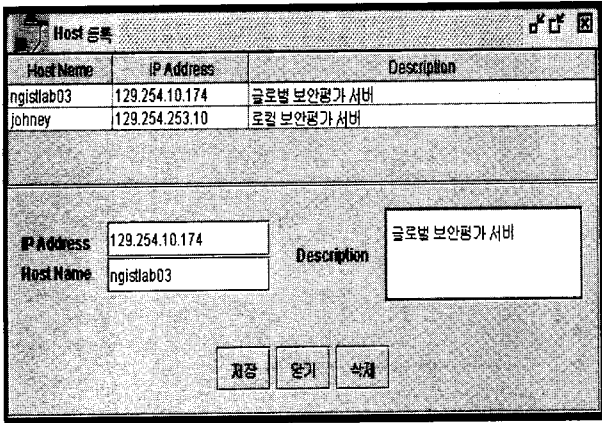 Host 등록
Host Name IP Address Description
ngistlab03 129.254.10.174 글로벌 보안평가 서버
johney 129.254.253.10 로컬 보안평가 서버
IP Address 129.254.10.174
Host Name ngistlab03
Description 글로벌 보안평가 서버
저장 닫기 삭제